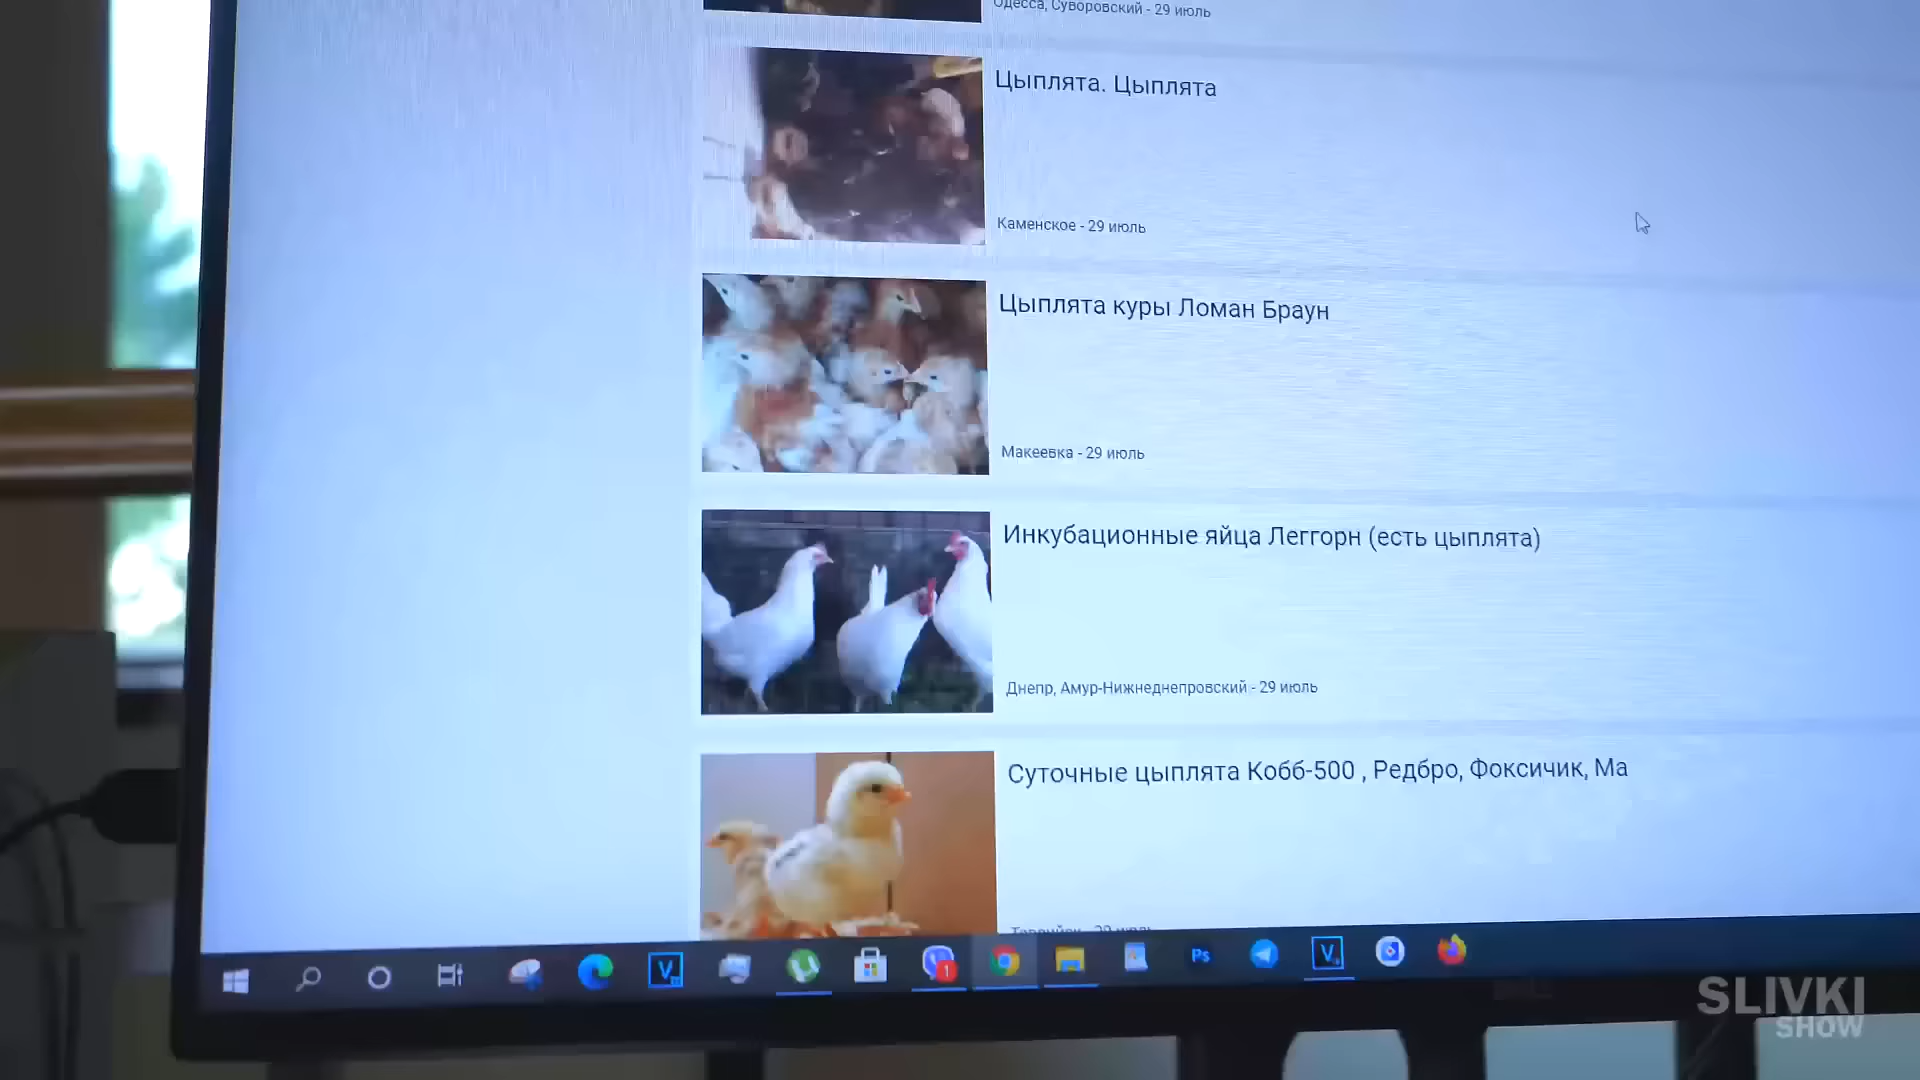 Одесса, Суворовский - 29 июль
Цыплята. Цыплята
Каменское - 29 июль
Цыплята куры Ломан Браун
Макеевка - 29 июль
Инкубационные яйца Леггорн (есть цыплята)
Днепр, Амур-Нижнеднепровский - 29 июль
Суточные цыплята Кобб-500 , Редбро, Фоксичик, Ма
1
Ps
SLIVKI
SHOW